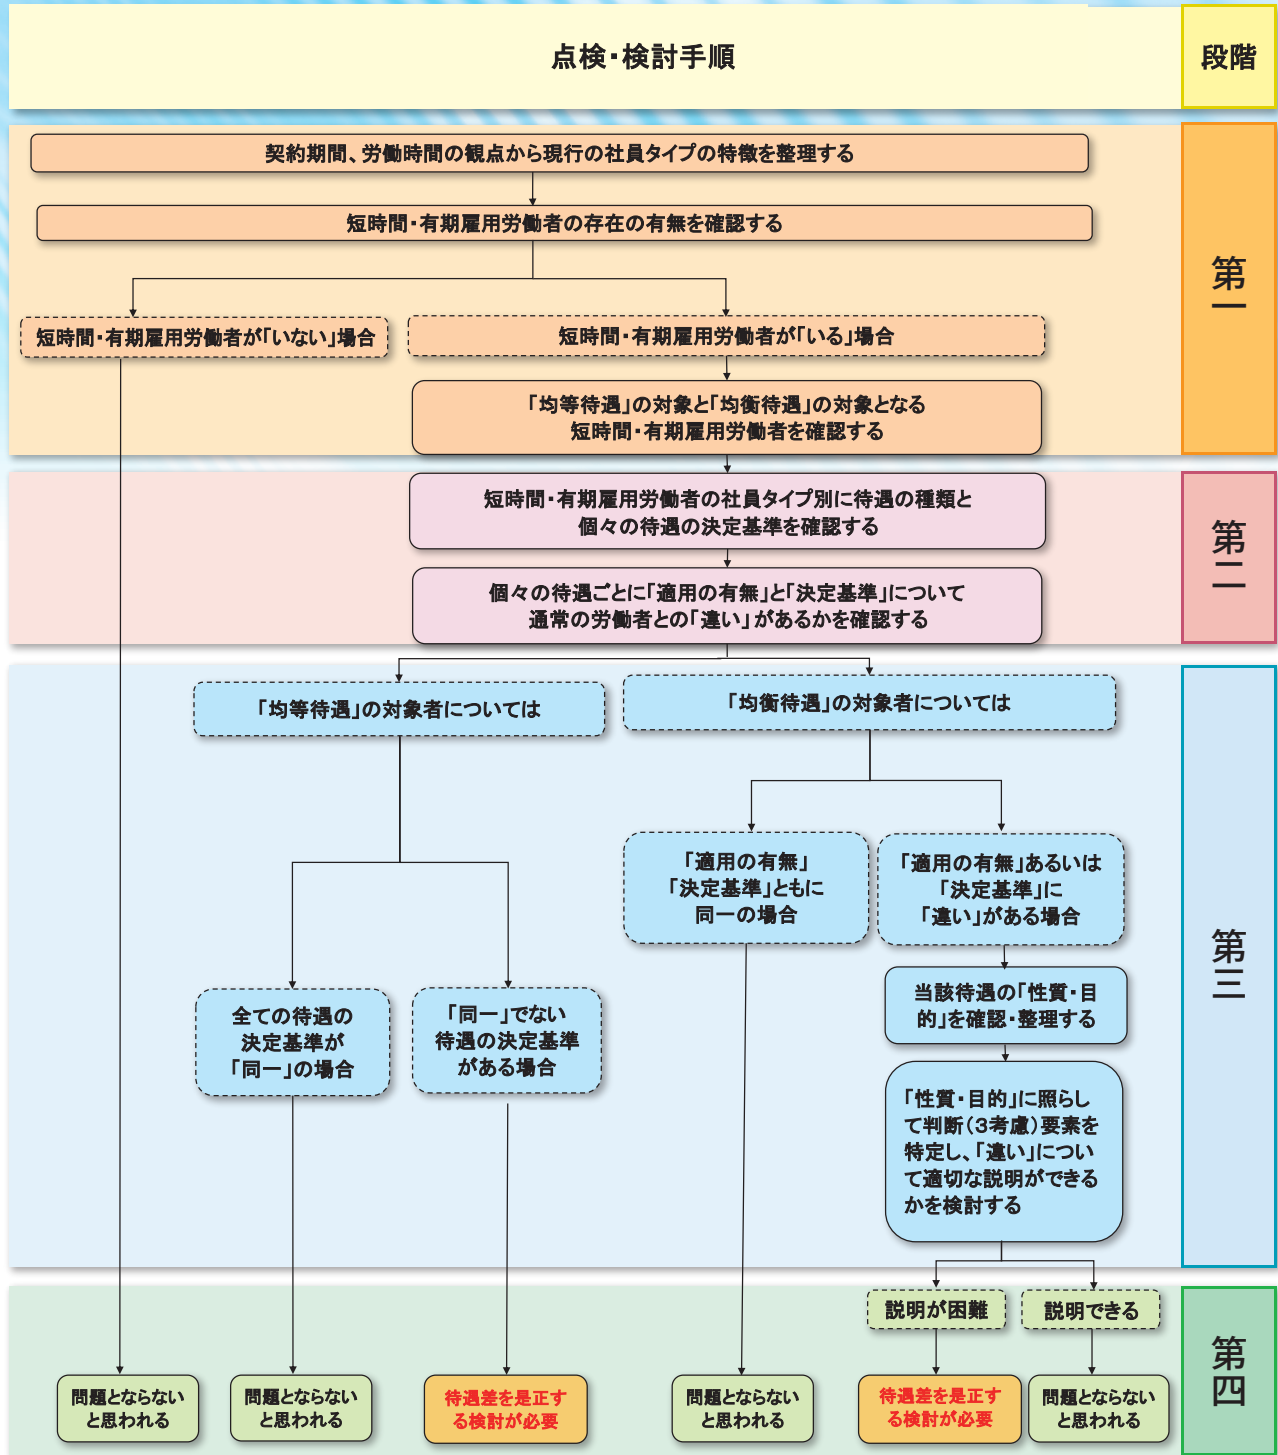 点検・検討手順
段階
契約期間、労働時間の観点から現行の社員タイプの特徴を整理する
短時間・有期雇用労働者の存在の有無を確認する
短時間・有期雇用労働者が「いない」場合
短時間・有期雇用労働者が「いる」場合
「均等待遇」の対象と「均衡待遇」の対象となる
短時間・有期雇用労働者を確認する
第一
短時間・有期雇用労働者の社員タイプ別に待遇の種類と
個々の待遇の決定基準を確認する
個々の待遇ごとに「適用の有無」と「決定基準」について
通常の労働者との「違い」があるかを確認する
第二
「均等待遇」の対象者については
「均衡待遇」の対象者については
「適用の有無」
「決定基準」ともに
同一の場合
「適用の有無」あるいは
「決定基準」に
「違い」がある場合
全ての待遇の
決定基準が
「同一」の場合
「同一」でない
待遇の決定基準
がある場合
当該待遇の「性質・目
的」を確認・整理する
「性質・目的」に照らし
て判断（3考慮）要素を
特定し、「違い」につい
て適切な説明ができる
かを検討する
第三
説明が困難
説明できる
問題とならない
と思われる
問題とならない
と思われる
待遇差を是正す
る検討が必要
問題とならない
と思われる
待遇差を是正す
る検討が必要
問題とならない
と思われる
第四